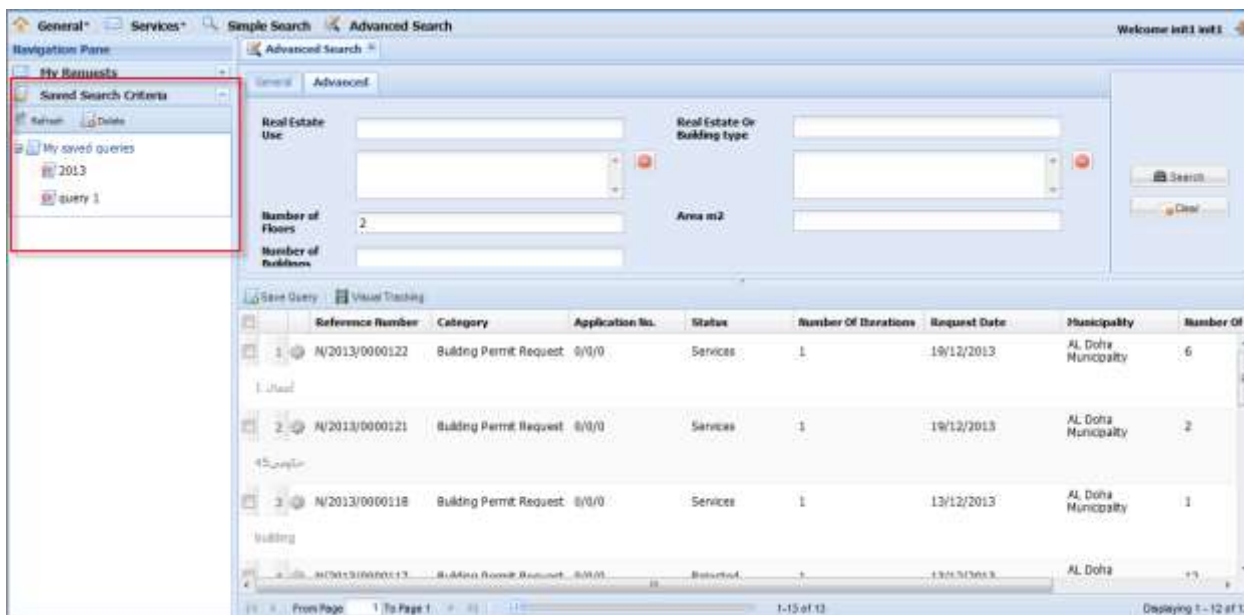 General Services Simple Search Advanced Search Welcome init1 init1
Navigation Pane
Advanced Search
My Requests
Saved Search Criteria
General Advanced
Refresh Delete
My saved queries
2013
query 1
Real Estate Use
Real Estate Or Building type
Number of Floors 2
Area m2
Number of Buildings
Search
Clear
Save Query Visual Tracking
Reference Number Category Application No. Status Number Of Iterations Request Date Municipality Number Of
1 N/2013/0000122 Building Permit Request 0/0/0 Services 1 19/12/2013 AL Doha Municipality 6
2 N/2013/0000121 Building Permit Request 0/0/0 Services 1 19/12/2013 AL Doha Municipality 2
3 N/2013/0000118 Building Permit Request 0/0/0 Services 1 13/12/2013 AL Doha Municipality 1
building
AL Doha
From Page 1 To Page 1 1-13 of 13